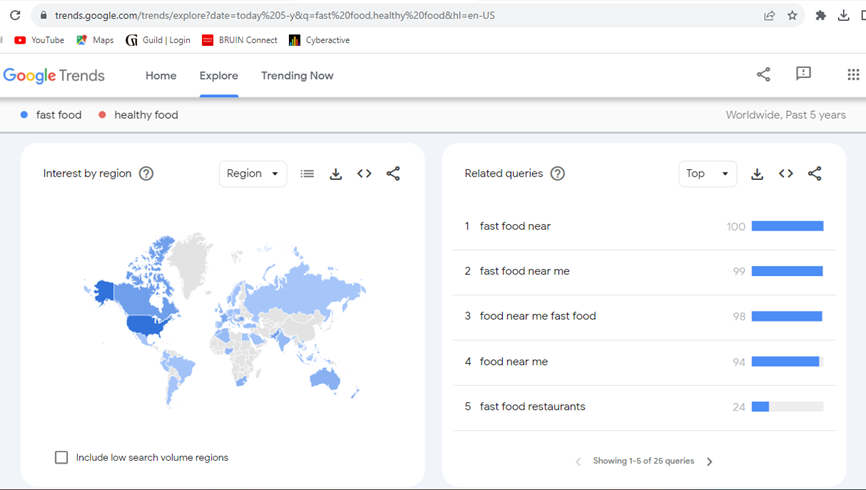 trends.google.com/trends/explore?date=today%205-y&q=fast%20food,healthy%20food&hl=en-US
YouTube Maps Guild | Login BRUIN Connect Cyberactive
Google Trends Home Explore Trending Now
fast food healthy food Worldwide, Past 5 years
Interest by region Region
Include low search volume regions
Related queries Top
1 fast food near 100
2 fast food near me 99
3 food near me fast food 98
4 food near me 94
5 fast food restaurants 24
Showing 1-5 of 25 queries